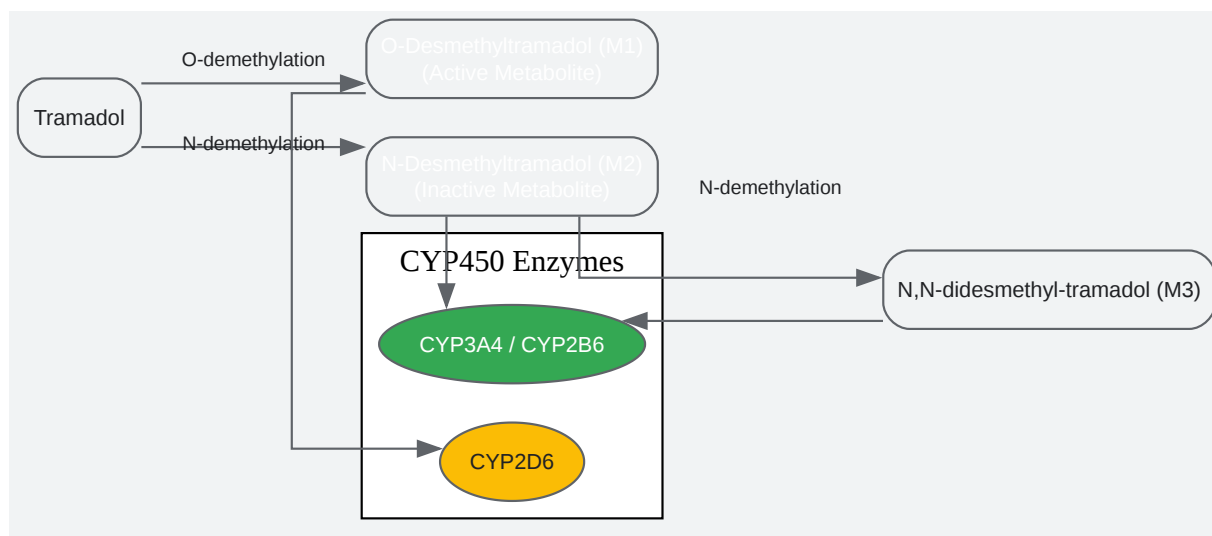 O-demethylation
O-Desmethyltramadol (M1)
(Active Metabolite)
Tramadol
N-demethylation
N-Desmethyltramadol (M2)
(Inactive Metabolite)
N-demethylation
CYP450 Enzymes
N,N-didesmethyl-tramadol (M3)
CYP3A4 / CYP2B6
CYP2D6